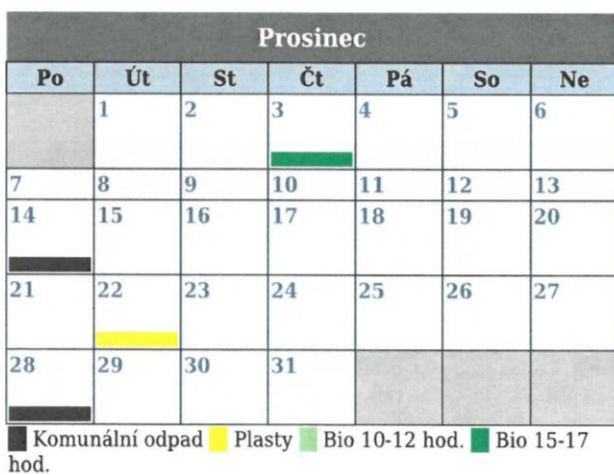 Prosinec
Po Út St Čt Pá So Ne
1 2 3 4 5 6
7 8 9 10 11 12 13
14 15 16 17 18 19 20
21 22 23 24 25 26 27
28 29 30 31
Komunální odpad Plasty Bio 10-12 hod. Bio 15-17
hod.